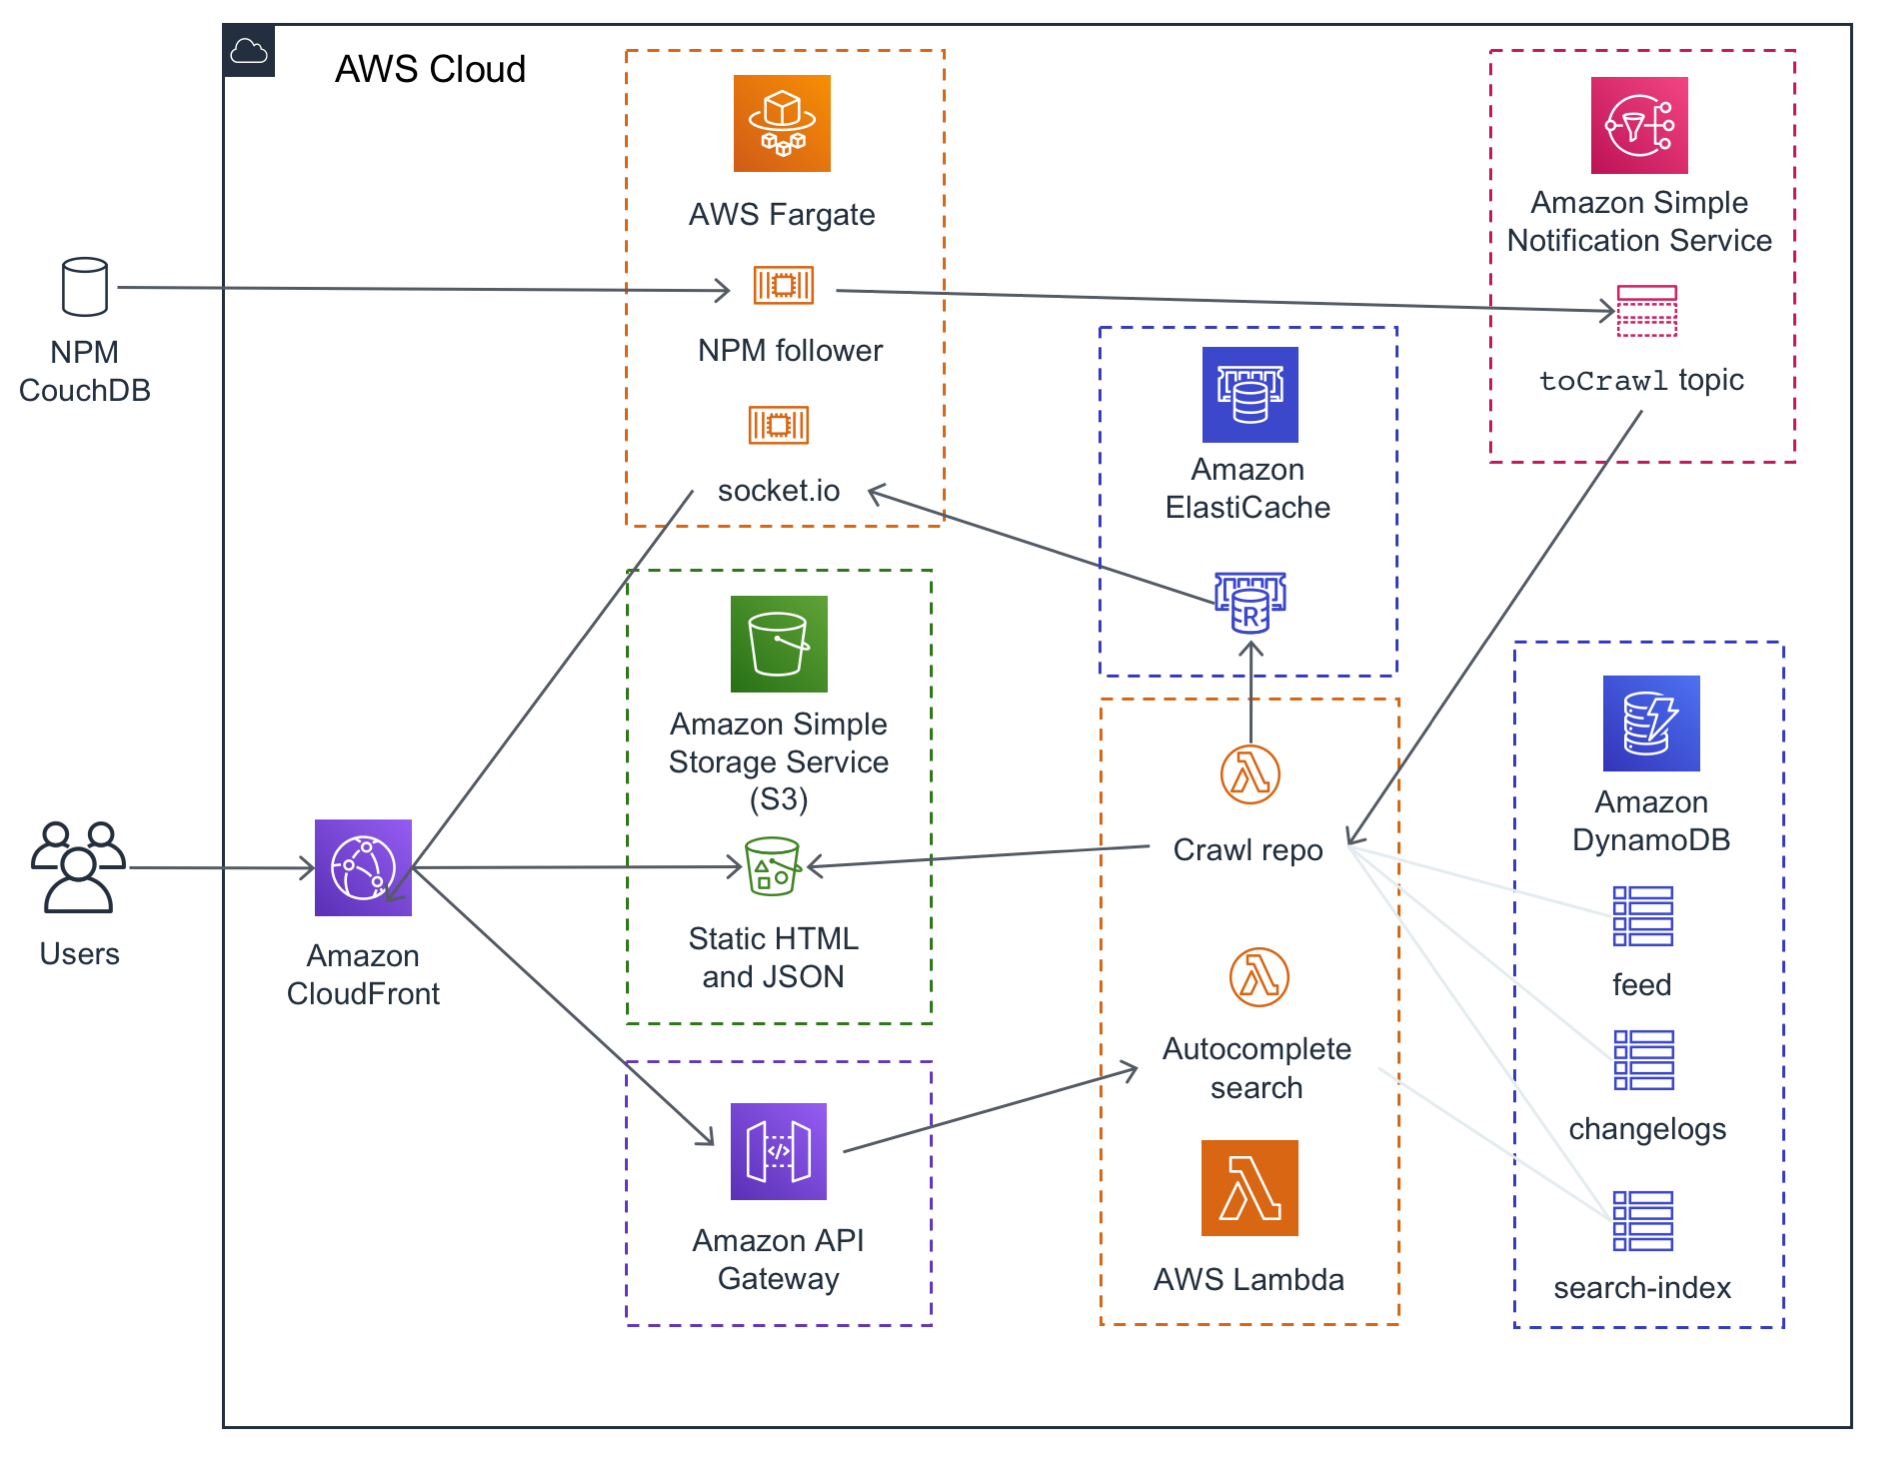 AWS Cloud
AWS Fargate
NPM follower
socket.io
Amazon Simple
Notification Service
toCrawl topic
NPM
CouchDB
Amazon
ElastiCache
R
Amazon Simple
Storage Service
(S3)
Static HTML
and JSON
Crawl repo
Autocomplete
search
AWS Lambda
Amazon
DynamoDB
feed
changelogs
search-index
Users
Amazon
CloudFront
</>
Amazon API
Gateway